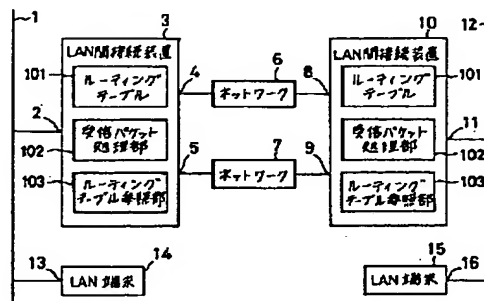 1
3
10
12
LAN間接続装置
LAN間接続装置
101
ルーティング
テーブル
4
6
8
ルーティング
テーブル
101
ネットワーク
2
受信パケット
処理部
102
受信パケット
処理部
11
102
5
7
9
103
ルーティング
テーブル参照部
ネットワーク
ルーティング
テーブル参照部
103
13
14
LAN端末
15
16
LAN端末